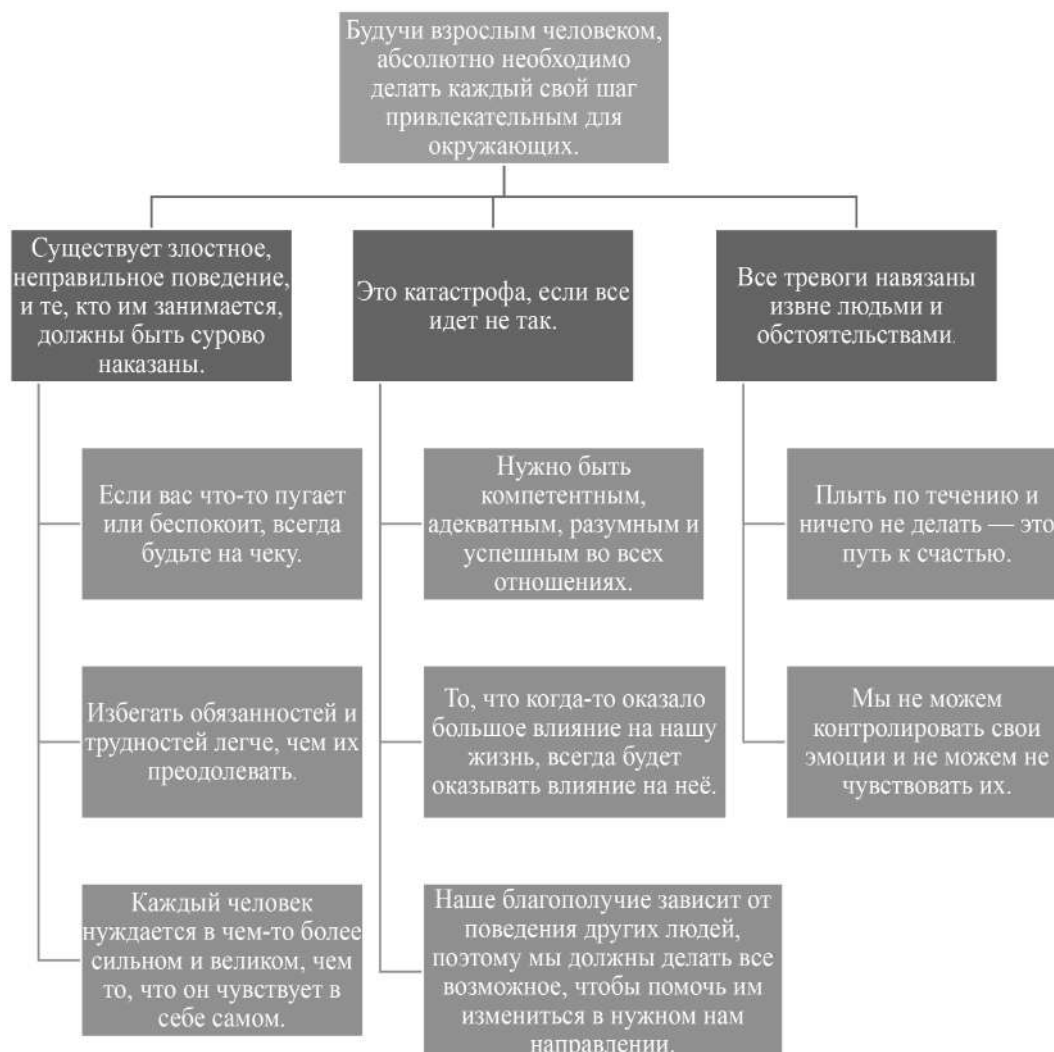 Будучи взрослым человеком,
абсолютно необходимо
делать каждый свой шаг
привлекательным для
окружающих.
Существует злостное,
неправильное поведение,
и те, кто им занимается,
должны быть сурово
наказаны.
Это катастрофа, если все
идет не так.
Все тревоги навязаны
извне людьми и
обстоятельствами.
Если вас что-то пугает
или беспокоит, всегда
будьте на чеку.
Нужно быть
компетентным,
адекватным, разумным и
успешным во всех
отношениях.
Плыть по течению и
ничего не делать — это
путь к счастью.
Избегать обязанностей и
трудностей легче, чем их
преодолевать.
То, что когда-то оказало
большое влияние на нашу
жизнь, всегда будет
оказывать влияние на неё.
Мы не можем
контролировать свои
эмоции и не можем не
чувствовать их.
Каждый человек
нуждается в чем-то более
сильном и великом, чем
то, что он чувствует в
себе самом.
Наше благополучие зависит от
поведения других людей,
поэтому мы должны делать все
возможное, чтобы помочь им
измениться в нужном нам
направлении.